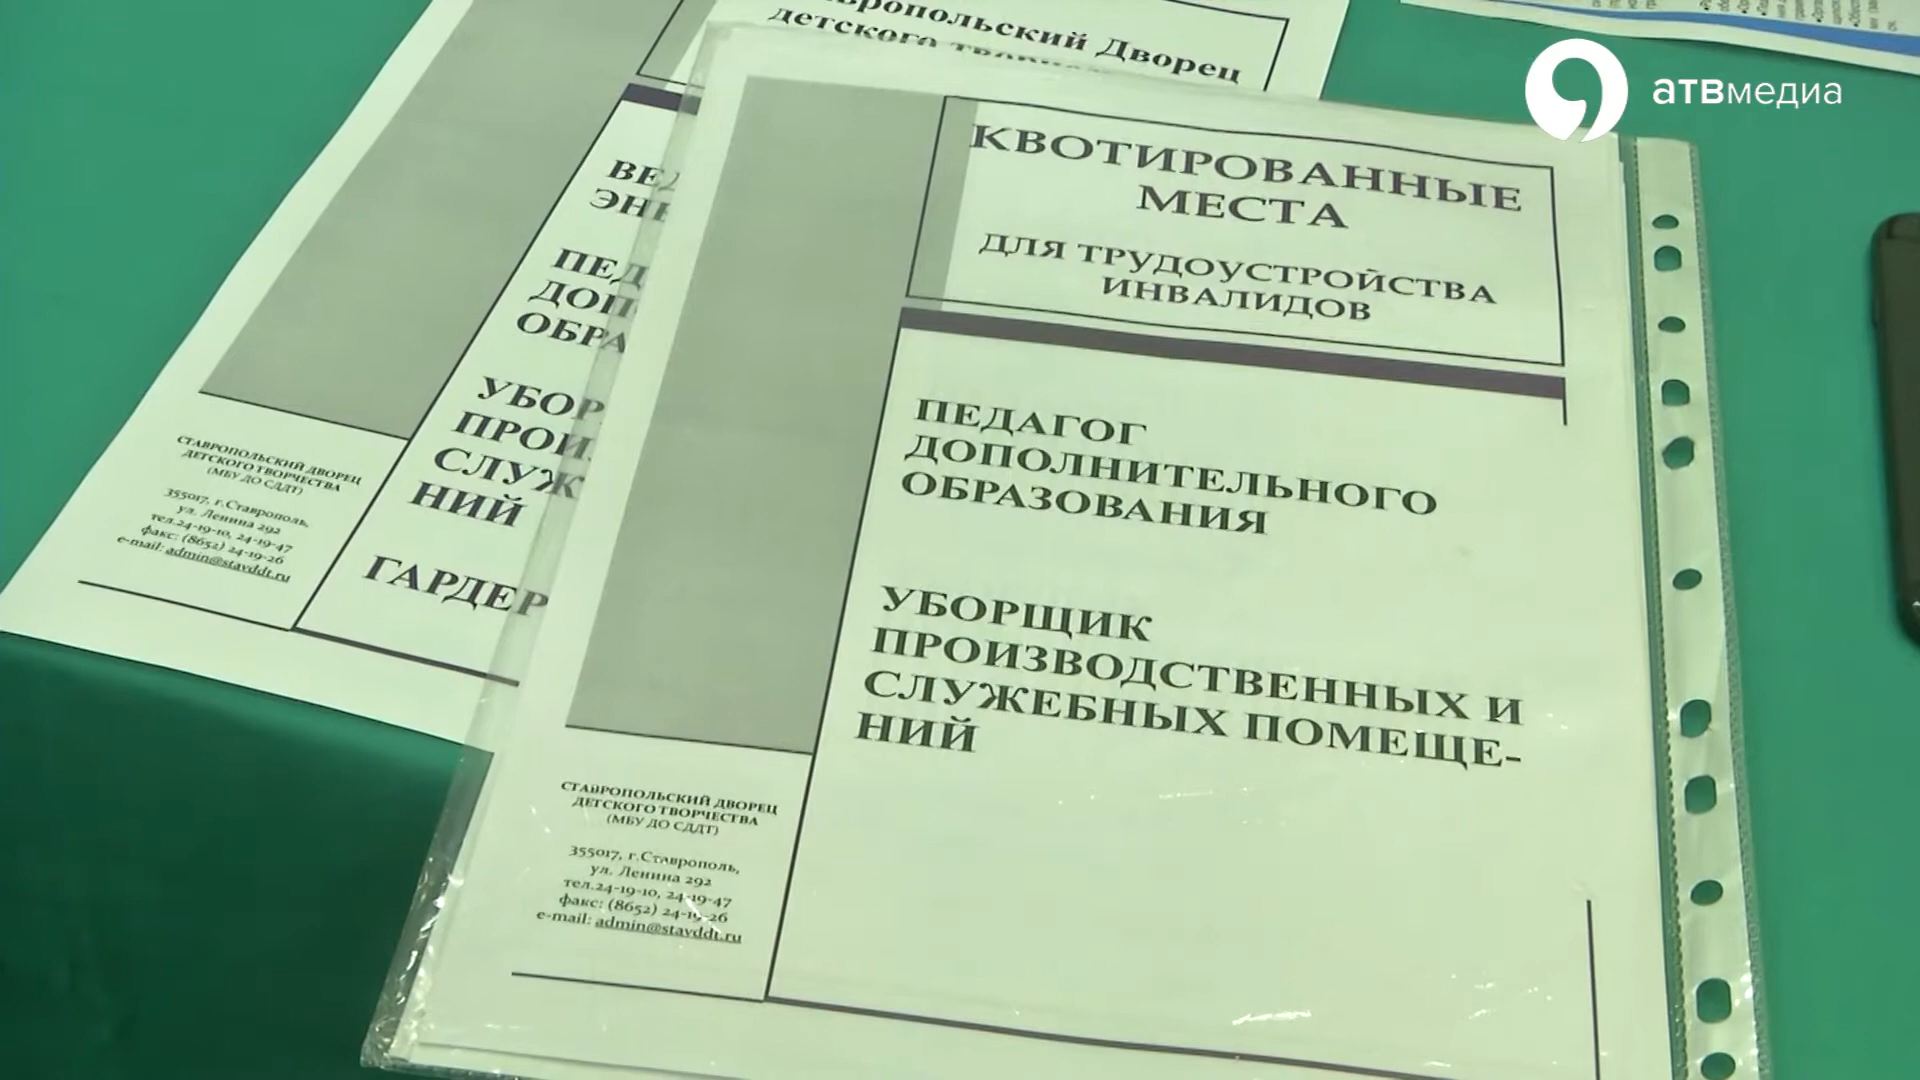 атвмедиа
ставропольский Дворец
детского
ВЕД
ЭНЕ
ПЕД
ДОП
ОБРА
УБОР
ПРОИЗ
СЛУЖ
НИЙ
ГАРДЕР
СТАВРОПОЛЬСКИЙ ДВОРЕЦ
ДЕТСКОГО ТВОРЧЕСТВА
(МБУ ДО СДДТ)
355017, г.Ставрополь,
ул. Ленина 292
тел.24-19-10, 24-19-47
факс: (8652) 24-19-26
e-mail: admin@stavddt.ru
КВОТИРОВАННЫЕ
МЕСТА
ДЛЯ ТРУДОУСТРОЙСТВА
ИНВАЛИДОВ
ПЕДАГОГ
ДОПОЛНИТЕЛЬНОГО
ОБРАЗОВАНИЯ
УБОРЩИК
ПРОИЗВОДСТВЕННЫХ И
СЛУЖЕБНЫХ ПОМЕЩЕ-
НИЙ
СТАВРОПОЛЬСКИЙ ДВОРЕЦ
ДЕТСКОГО ТВОРЧЕСТВА
(МБУ ДО СДДТ)
355017, г.Ставрополь,
ул. Ленина 292
тел.24-19-10, 24-19-47
факс: (8652) 24-19-26
e-mail: admin@stavddt.ru